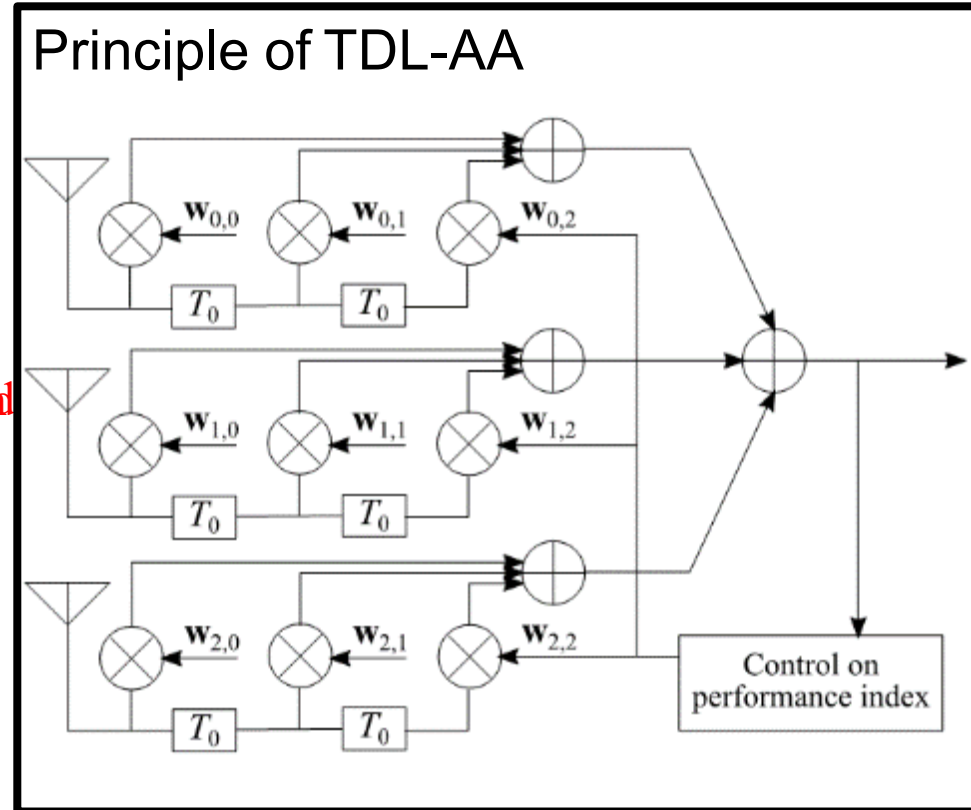 Principle of TDL-AA
w0,0 w0,1 w0,2
T0 T0
w1,0 w1,1 w1,2
T0 T0
w2,0 w2,1 w2,2
T0 T0
Control on
performance index